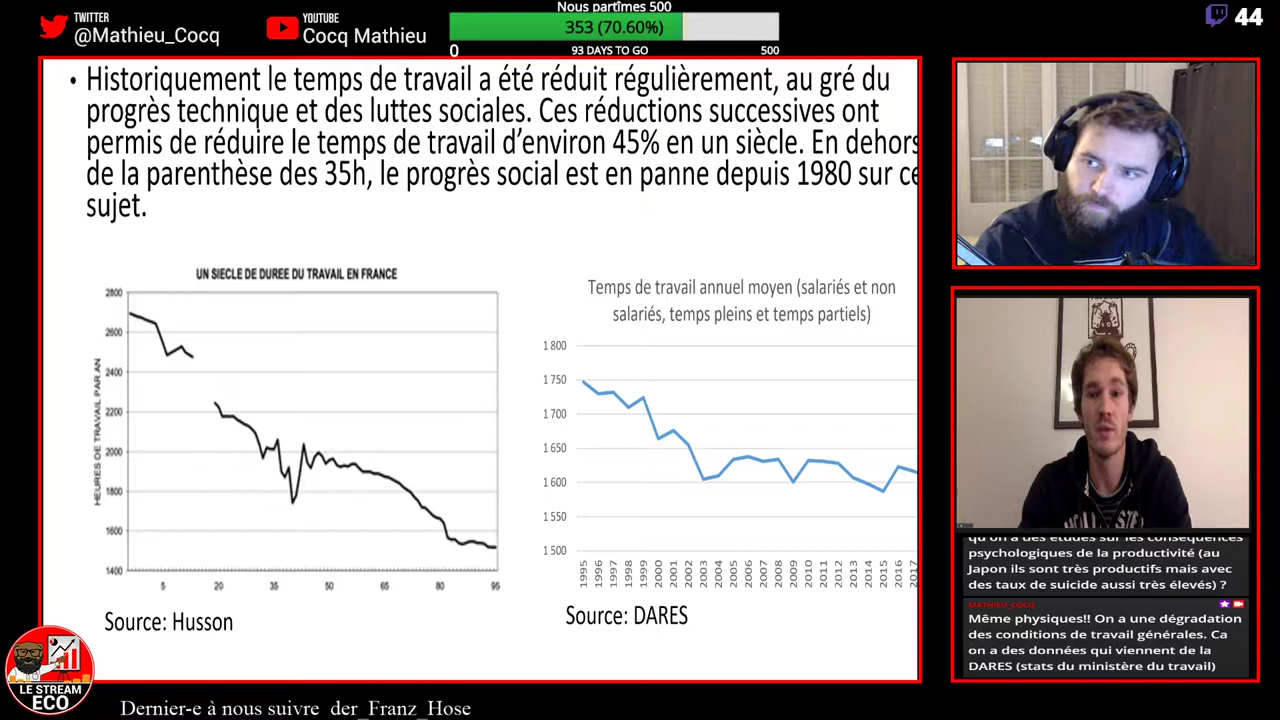 TWITTER
@Mathieu_Cocq
YOUTUBE
Cocq Mathieu
Nous partîmes 500
353 (70.60%)
0
93 DAYS TO GO
500
44
• Historiquement le temps de travail a été réduit régulièrement, au gré du
progrès technique et des luttes sociales. Ces réductions successives ont
permis de réduire le temps de travail d’environ 45% en un siècle. En dehors
de la parenthèse des 35h, le progrès social est en panne depuis 1980 sur ce
sujet.
UN SIECLE DE DUREE DU TRAVAIL EN FRANCE
HEURES DE TRAVAIL PAR AN
2800
2600
2400
2200
2000
1800
1600
1400
5
20
35
50
65
80
95
Source: Husson
Temps de travail annuel moyen (salariés et non
salariés, temps pleins et temps partiels)
1 800
1 750
1 700
1 650
1 600
1 550
1 500
1995
1996
1997
1998
1999
2000
2001
2002
2003
2004
2005
2006
2007
2008
2009
2010
2011
2012
2013
2014
2015
2016
2017
Source: DARES
qu'on a des études sur les conséquences
psychologiques de la productivité (au
Japon ils sont très productifs mais avec
des taux de suicide aussi très élevés) ?
MATHIEU_COCQ
Même physiques!! On a une dégradation
des conditions de travail générales. Ca
on a des données qui viennent de la
DARES (stats du ministère du travail)
LE STREAM
ECO
Dernier-e à nous suivre der_Franz_Hose